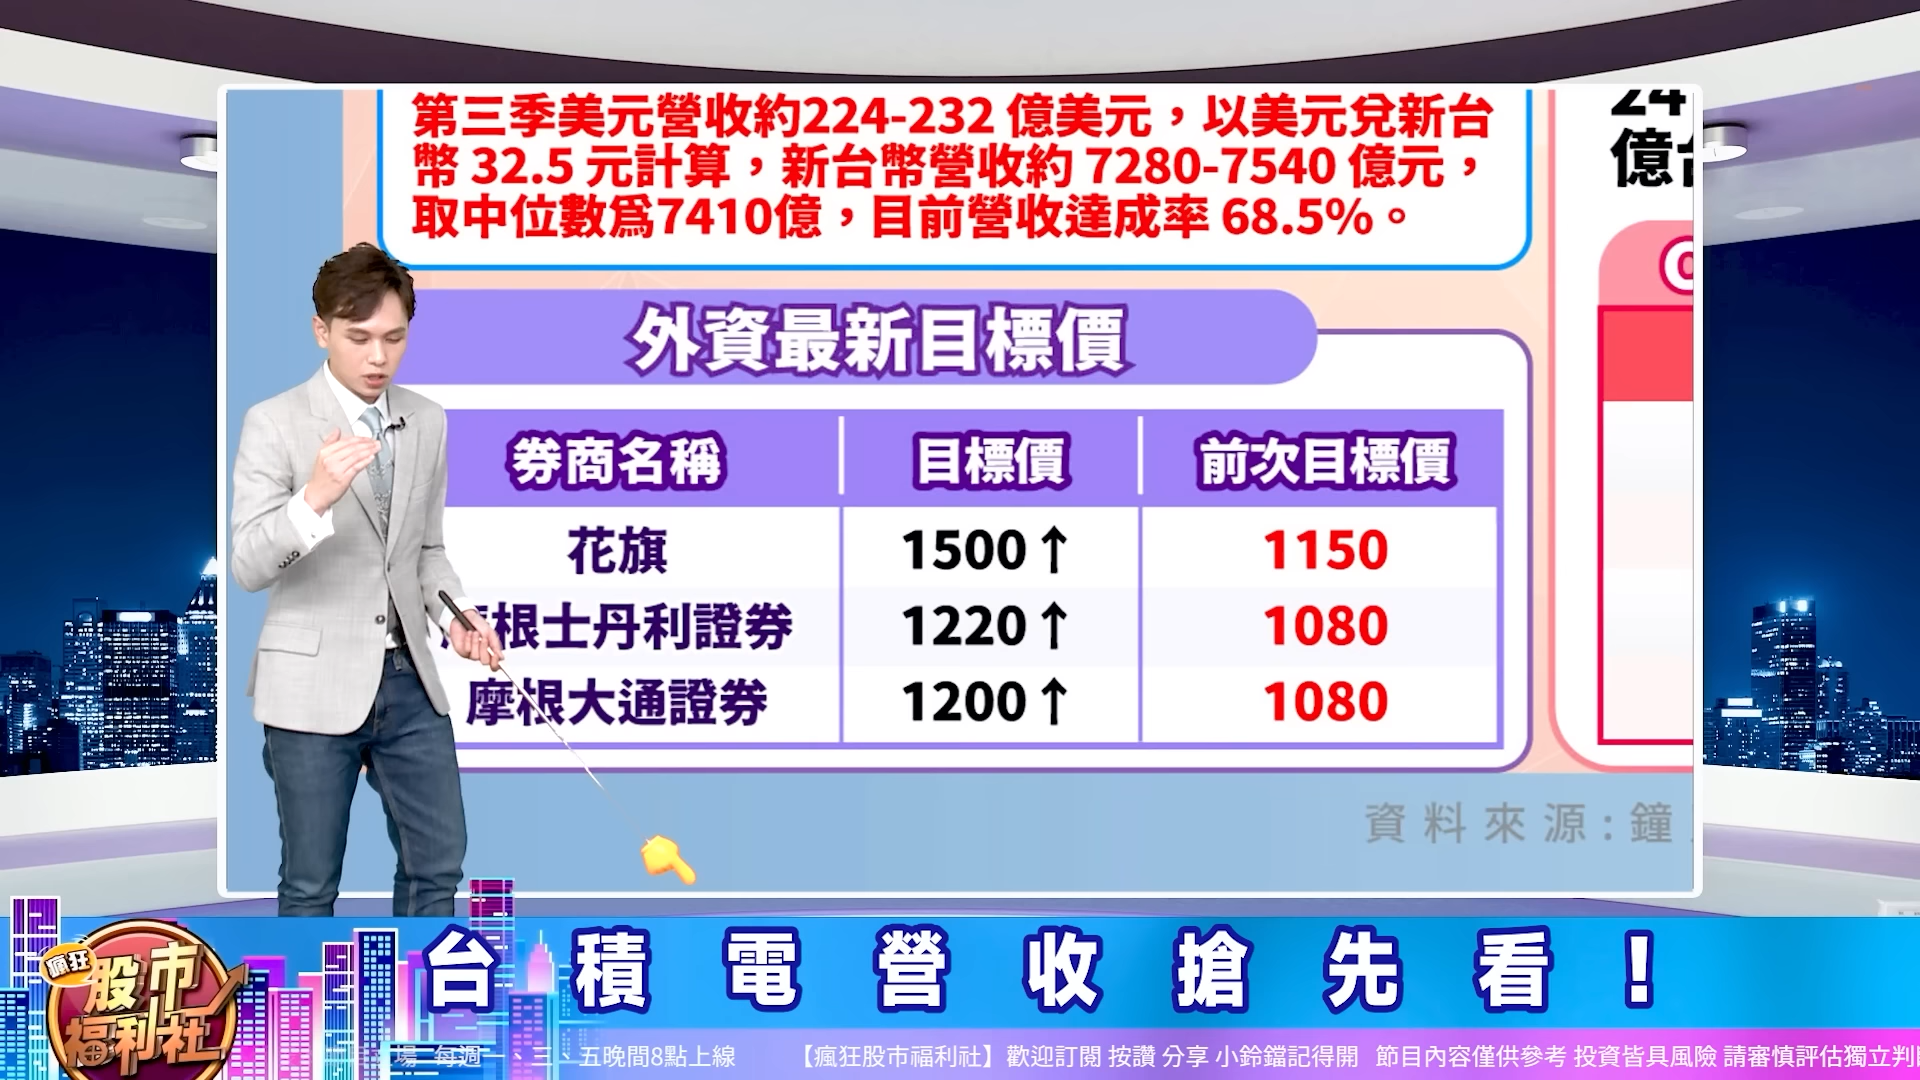 第三季美元營收約224-232 億美元，以美元兌新台
幣 32.5 元計算，新台幣營收約 7280-7540 億元，
取中位數為7410億，目前營收達成率 68.5%。
24
億台
外資最新目標價
券商名稱 目標價 前次目標價
花旗 1500↑ 1150
摩根士丹利證券 1220↑ 1080
摩根大通證券 1200↑ 1080
資料來源:鐘
台積電營收搶先看！
瘋狂
股市
福利社
場 每週一、三、五晚間8點上線 【瘋狂股市福利社】歡迎訂閱 按讚 分享 小鈴鐺記得開 節目內容僅供參考 投資皆具風險 請審慎評估獨立判